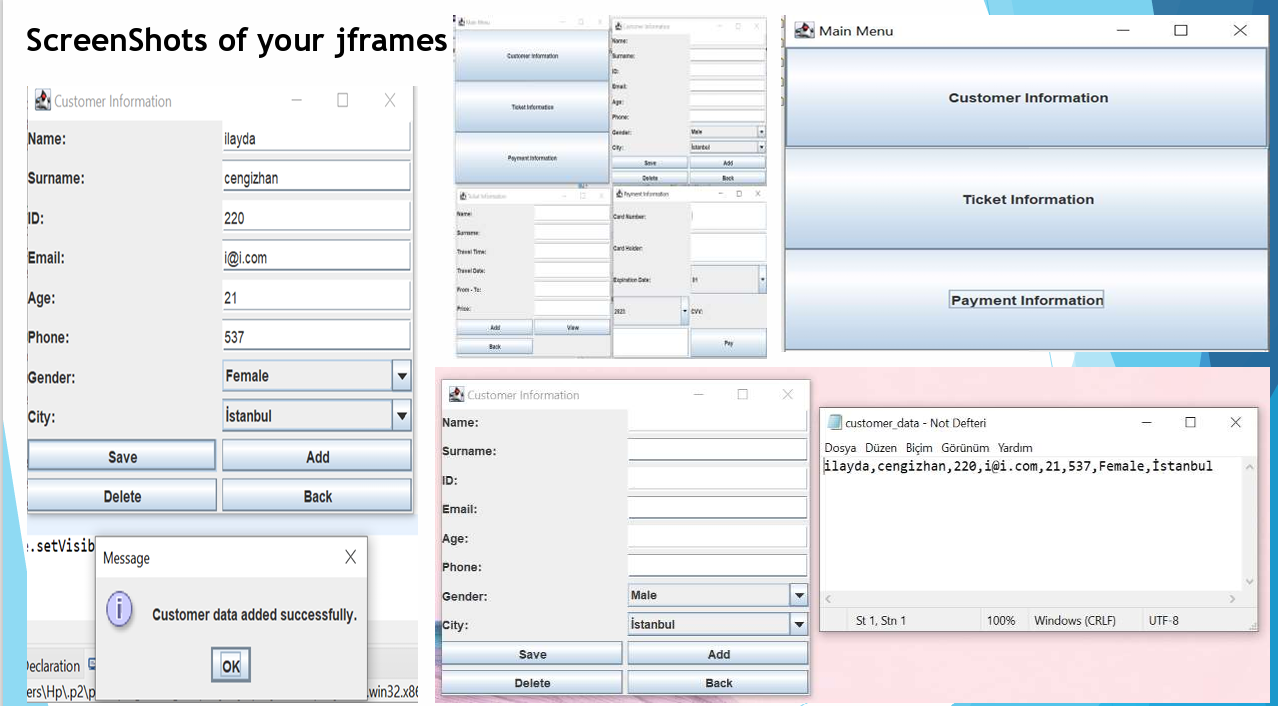 ScreenShots of your jframes
Customer Information
Name: ilayda
Surname: cengizhan
ID: 220
Email: i@i.com
Age: 21
Phone: 537
Gender: Female
City: İstanbul
Save Add
Delete Back
.setVisib
Message
Customer data added successfully.
OK
Declaration
ers\Hp\.p2\p
win32.x86
Main Menu
Customer Information
Ticket Information
Payment Information
Customer Information
Name:
Surname:
ID:
Email:
Age:
Phone:
Gender: Male
City: İstanbul
Save Add
Delete Back
Ticket Information
Name:
Surname:
Travel Time:
Travel Date:
From - To:
Price:
Add View
Back
Payment Information
Card Number:
Card Holder:
Expiration Date: 01
2023 CVV:
Pay
Main Menu
Customer Information
Ticket Information
Payment Information
Customer Information
Name:
Surname:
ID:
Email:
Age:
Phone:
Gender: Male
City: İstanbul
Save Add
Delete Back
customer_data - Not Defteri
Dosya Düzen Biçim Görünüm Yardım
ilayda,cengizhan,220,i@i.com,21,537,Female,İstanbul
St 1, Stn 1 100% Windows (CRLF) UTF-8